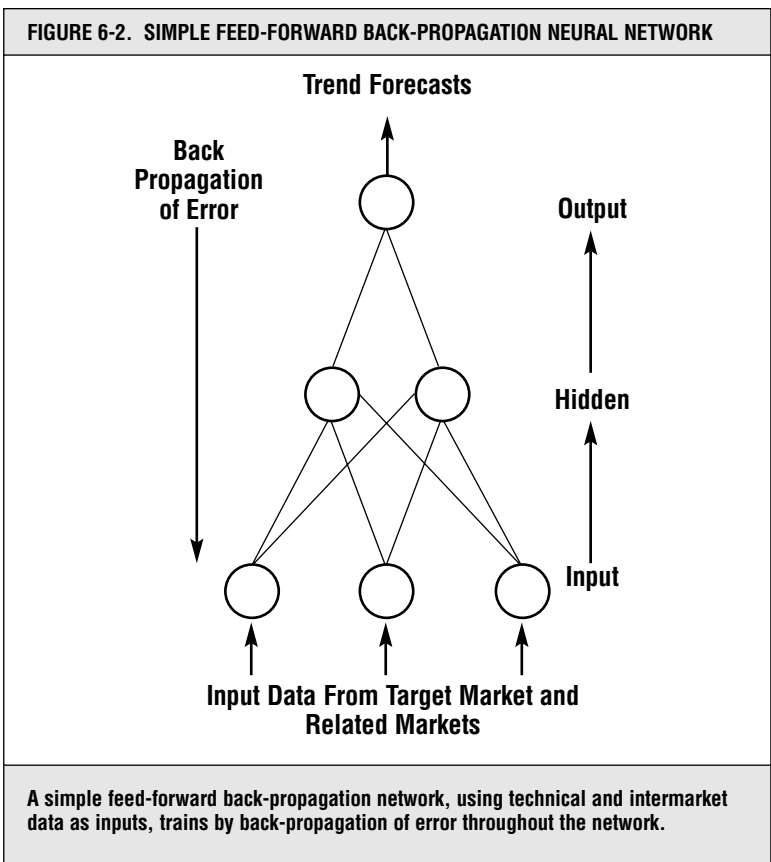 FIGURE 6-2. SIMPLE FEED-FORWARD BACK-PROPAGATION NEURAL NETWORK
Trend Forecasts
Back
Propagation
of Error
Output
Hidden
Input
Input Data From Target Market and
Related Markets
A simple feed-forward back-propagation network, using technical and intermarket
data as inputs, trains by back-propagation of error throughout the network.